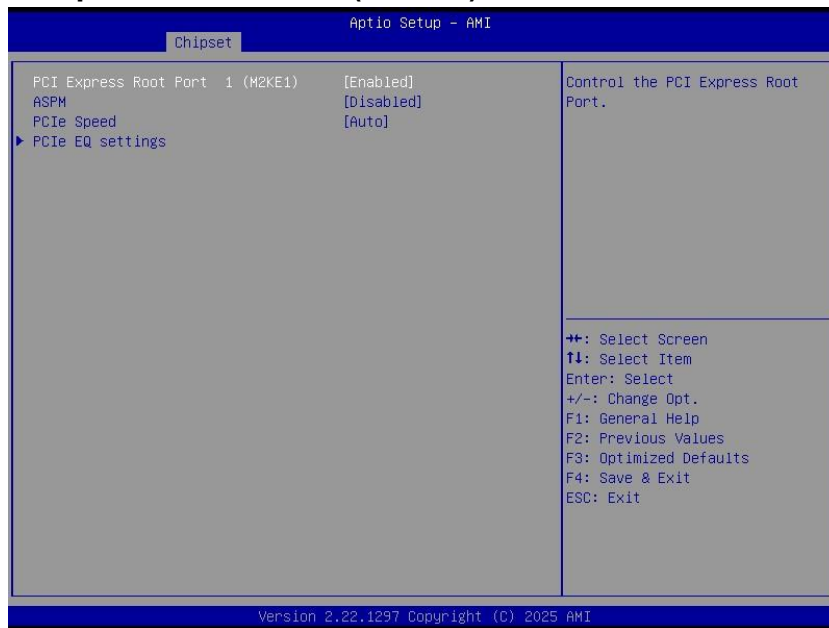 Aptio Setup – AMI
Chipset
PCI Express Root Port 1 (M2KE1) [Enabled]
ASPM [Disabled]
PCIe Speed [Auto]
PCIe EQ settings
Control the PCI Express Root
Port.
→←: Select Screen
↑↓: Select Item
Enter: Select
+/-: Change Opt.
F1: General Help
F2: Previous Values
F3: Optimized Defaults
F4: Save & Exit
ESC: Exit
Version 2.22.1297 Copyright (C) 2025 AMI